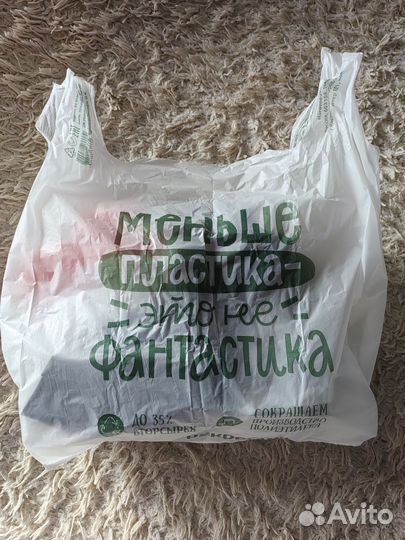 меньше
пластика-
это не
фантастика
до 35%
вторсырья
сокращаем
производство
полиэтилена
Avito